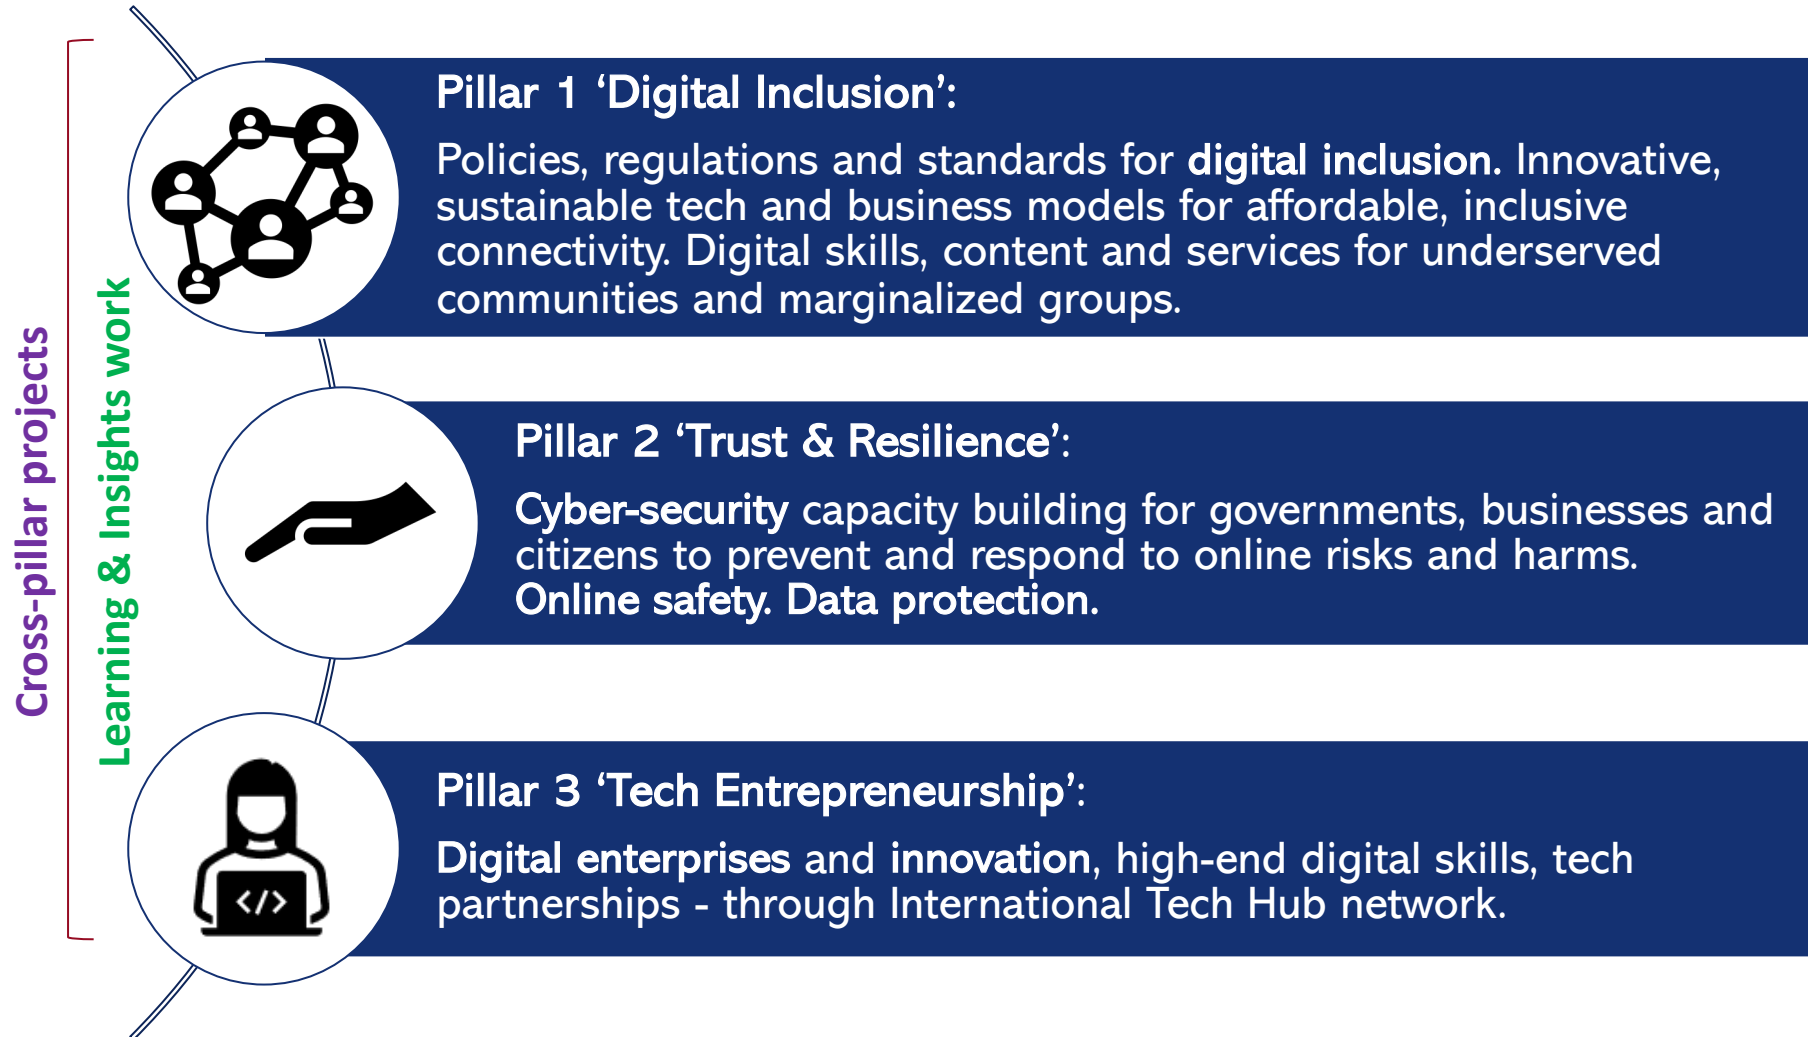 Cross-pillar projects
Learning & Insights work
Pillar 1 ‘Digital Inclusion’:
Policies, regulations and standards for digital inclusion. Innovative,
sustainable tech and business models for affordable, inclusive
connectivity. Digital skills, content and services for underserved
communities and marginalized groups.
Pillar 2 ‘Trust & Resilience’:
Cyber-security capacity building for governments, businesses and
citizens to prevent and respond to online risks and harms.
Online safety. Data protection.
Pillar 3 ‘Tech Entrepreneurship’:
Digital enterprises and innovation, high-end digital skills, tech
partnerships - through International Tech Hub network.
</>